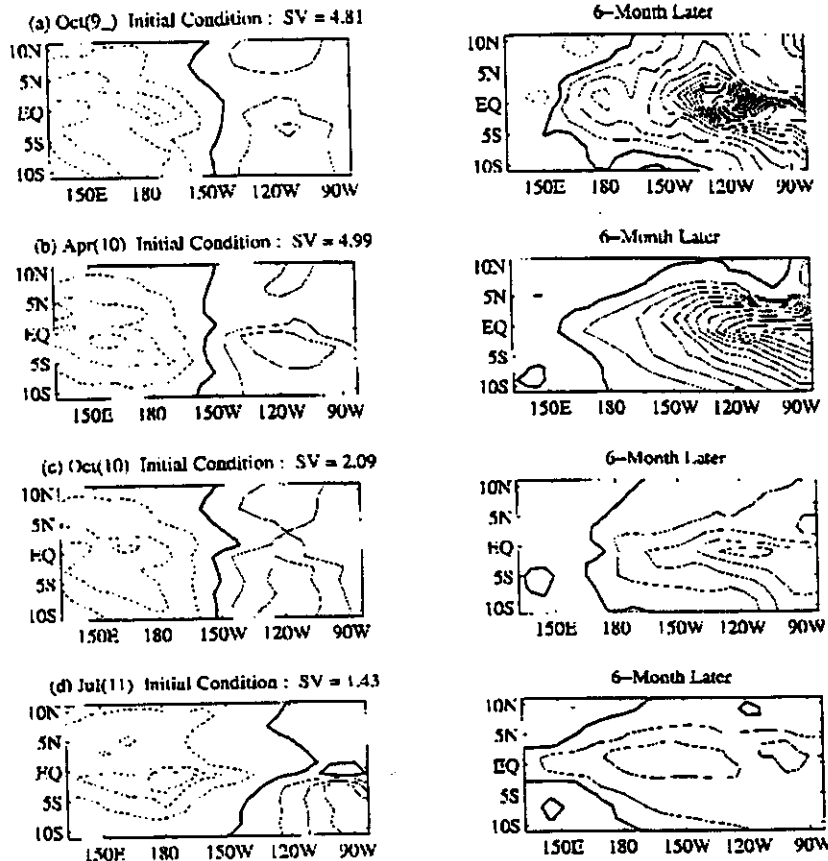 (a) Oct(9_) Initial Condition : SV = 4.81
6-Month Later
10N
5N
EQ
5S
10S
150E 180 150W 120W 90W
10N
5N
EQ
5S
10S
150E 180 150W 120W 90W
(b) Apr(10) Initial Condition : SV = 4.99
6-Month Later
10N
5N
EQ
5S
10S
150E 180 150W 120W 90W
10N
5N
EQ
5S
10S
150E 180 150W 120W 90W
(c) Oct(10) Initial Condition : SV = 2.09
6-Month Later
10N
5N
EQ
5S
10S
150E 180 150W 120W 90W
10N
5N
EQ
5S
10S
150E 180 150W 120W 90W
(d) Jul(11) Initial Condition : SV = 1.43
6-Month Later
10N
5N
EQ
5S
10S
150E 180 150W 120W 90W
10N
5N
EQ
5S
10S
150E 180 150W 120W 90W